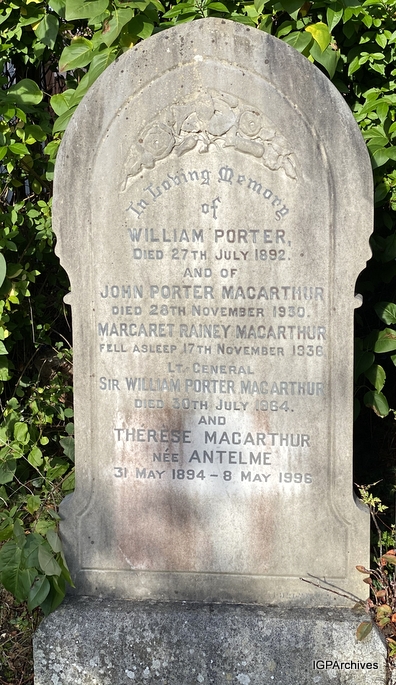 In Loving Memory
of
WILLIAM PORTER,
DIED 27TH JULY 1892.
AND OF
JOHN PORTER MACARTHUR
DIED 28TH NOVEMBER 1930.
MARGARET RAINEY MACARTHUR
FELL ASLEEP 17TH NOVEMBER 1936
LT. GENERAL
SIR WILLIAM PORTER MACARTHUR
DIED 30TH JULY 1964.
AND
THÉRÈSE MACARTHUR
NÉE ANTELME
31 MAY 1894 – 8 MAY 1996
IGPArchives